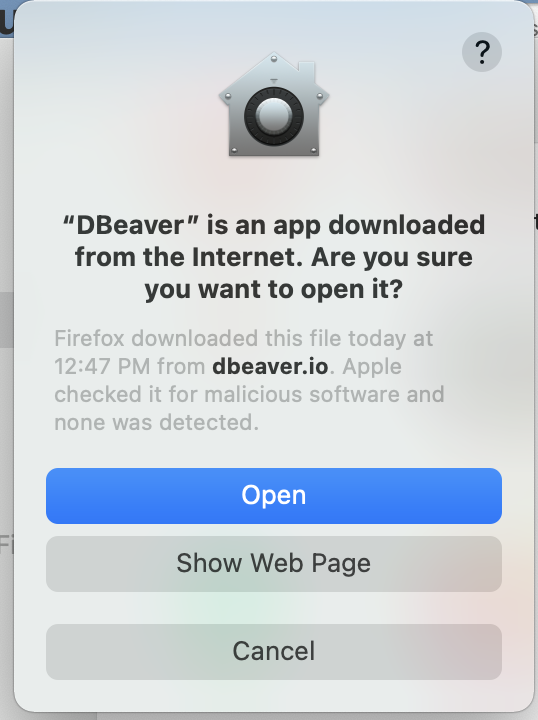 ?
“DBeaver” is an app downloaded
from the Internet. Are you sure
you want to open it?
Firefox downloaded this file today at
12:47 PM from dbeaver.io. Apple
checked it for malicious software and
none was detected.
Open
Show Web Page
Cancel